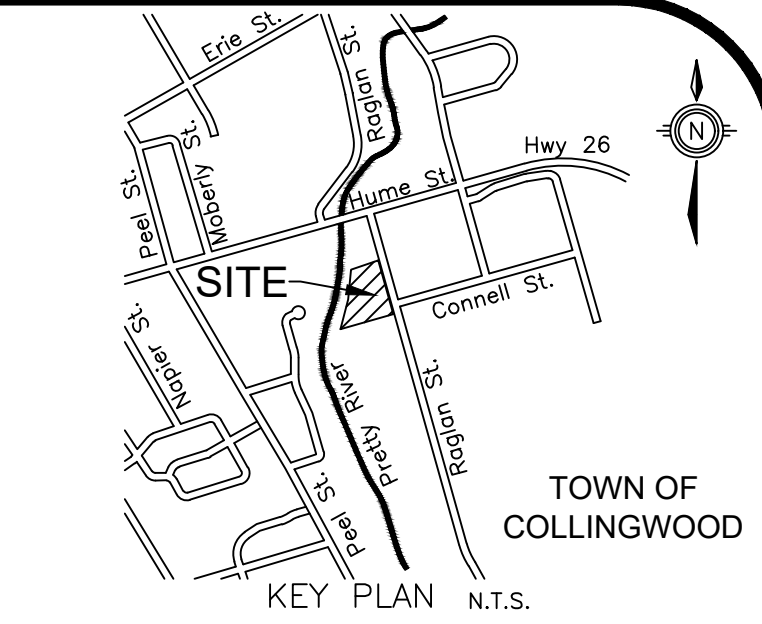 Erie St.
Raglan St.
N
Hwy 26
Peel St.
Moberly St.
Hume St.
SITE
Connell St.
Napier St.
Raglan St.
Pretty River
Peel St.
TOWN OF
COLLINGWOOD
KEY PLAN N.T.S.